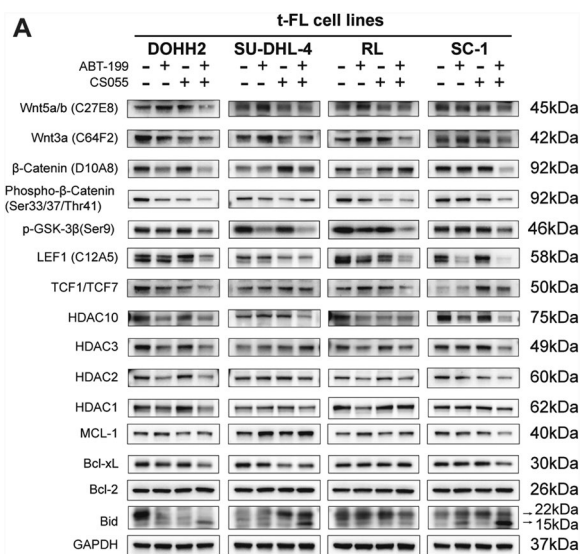 A
t-FL cell lines
DOHH2 SU-DHL-4 RL SC-1
ABT-199 - + - + - + - + - + - + - + - +
CS055 - - + + - - + + - - + + - - + +
Wnt5a/b (C27E8) 45kDa
Wnt3a (C64F2) 42kDa
β-Catenin (D10A8) 92kDa
Phospho-β-Catenin
(Ser33/37/Thr41) 92kDa
p-GSK-3β(Ser9) 46kDa
LEF1 (C12A5) 58kDa
TCF1/TCF7 50kDa
HDAC10 75kDa
HDAC3 49kDa
HDAC2 60kDa
HDAC1 62kDa
MCL-1 40kDa
Bcl-xL 30kDa
Bcl-2 26kDa
Bid → 22kDa
→ 15kDa
GAPDH 37kDa